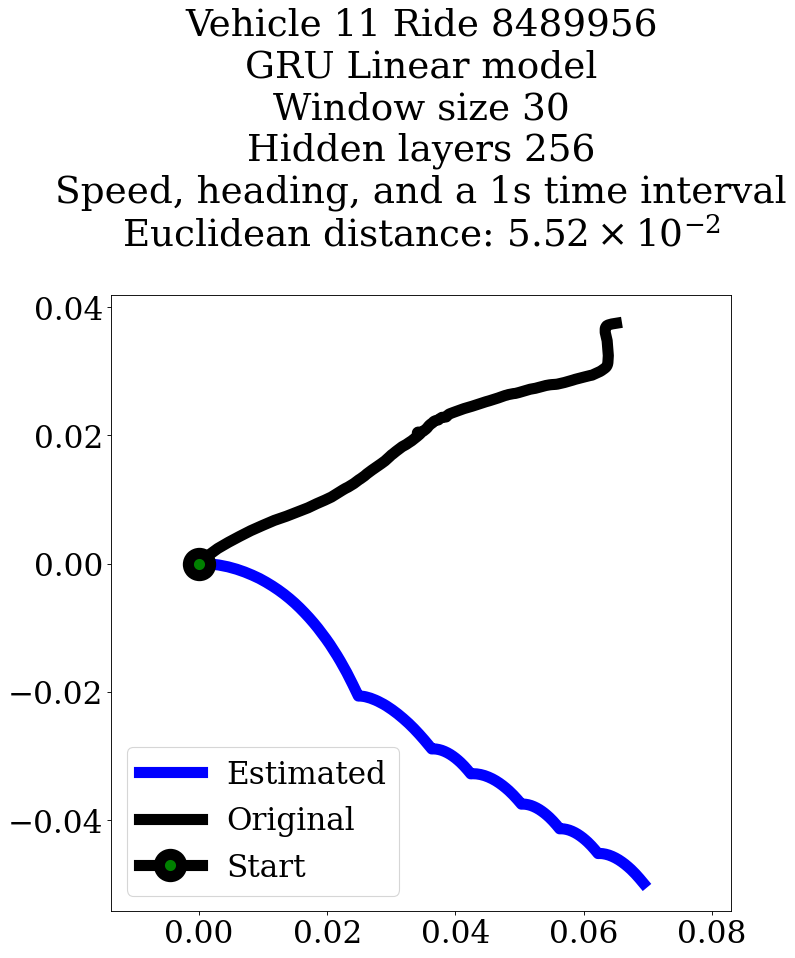 Vehicle 11 Ride 8489956
GRU Linear model
Window size 30
Hidden layers 256
Speed, heading, and a 1s time interval
Euclidean distance: 5.52 × 10⁻²
0.04
0.02
0.00
−0.02
−0.04
Estimated
Original
Start
0.00 0.02 0.04 0.06 0.08